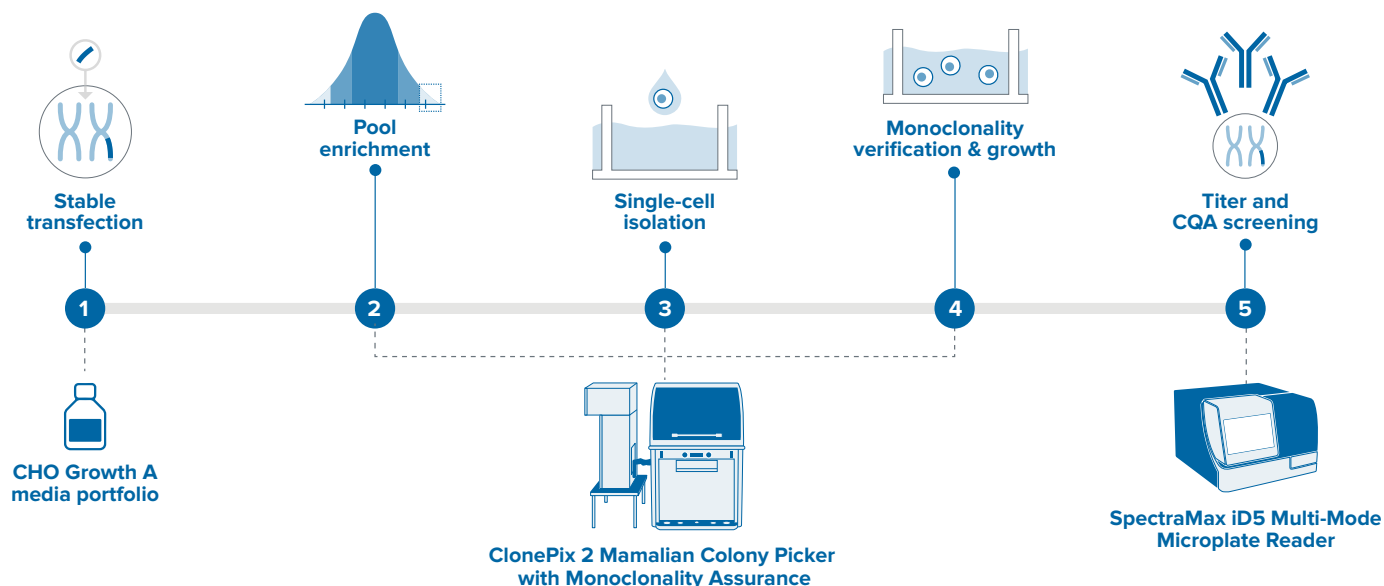 Stable
transfection
Pool
enrichment
Single-cell
isolation
Monoclonality
verification & growth
Titer and
CQA screening
1
2
3
4
5
CHO Growth A
media portfolio
ClonePix 2 Mamalian Colony Picker
with Monoclonality Assurance
SpectraMax iD5 Multi-Mode
Microplate Reader